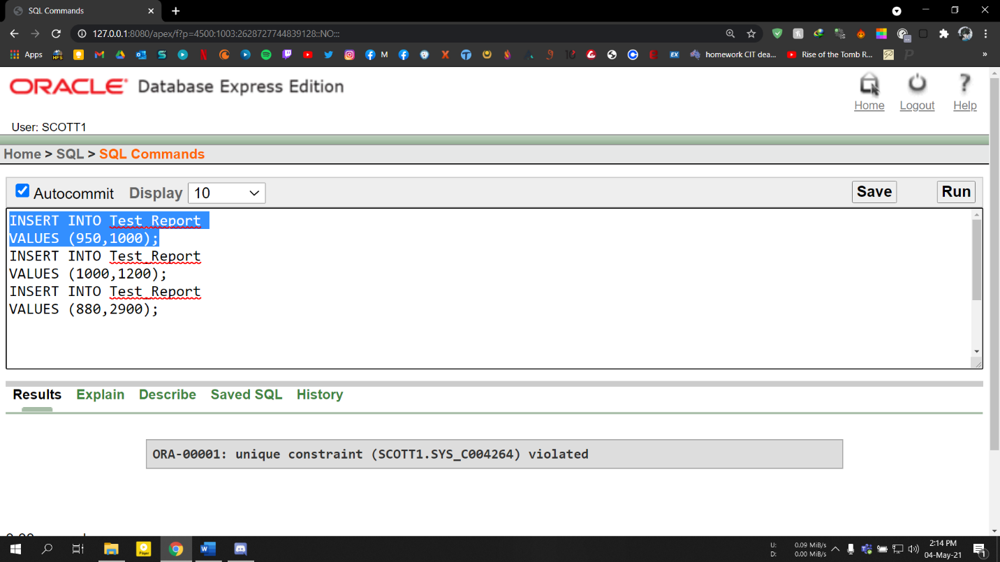 SQL Commands
127.0.0.1:8080/apex/f?p=4500:1003:2628727744839128::NO:::
Apps
M
homework CIT dea...
Rise of the Tomb R...
»
ORACLE Database Express Edition
Home Logout Help
User: SCOTT1
Home > SQL > SQL Commands
Autocommit Display 10 Save Run
INSERT INTO Test_Report
VALUES (950,1000);
INSERT INTO Test_Report
VALUES (1000,1200);
INSERT INTO Test_Report
VALUES (880,2900);
Results Explain Describe Saved SQL History
ORA-00001: unique constraint (SCOTT1.SYS_C004264) violated
U: 0.09 MiB/s
D: 0.00 MiB/s
2:14 PM
04-May-21
1